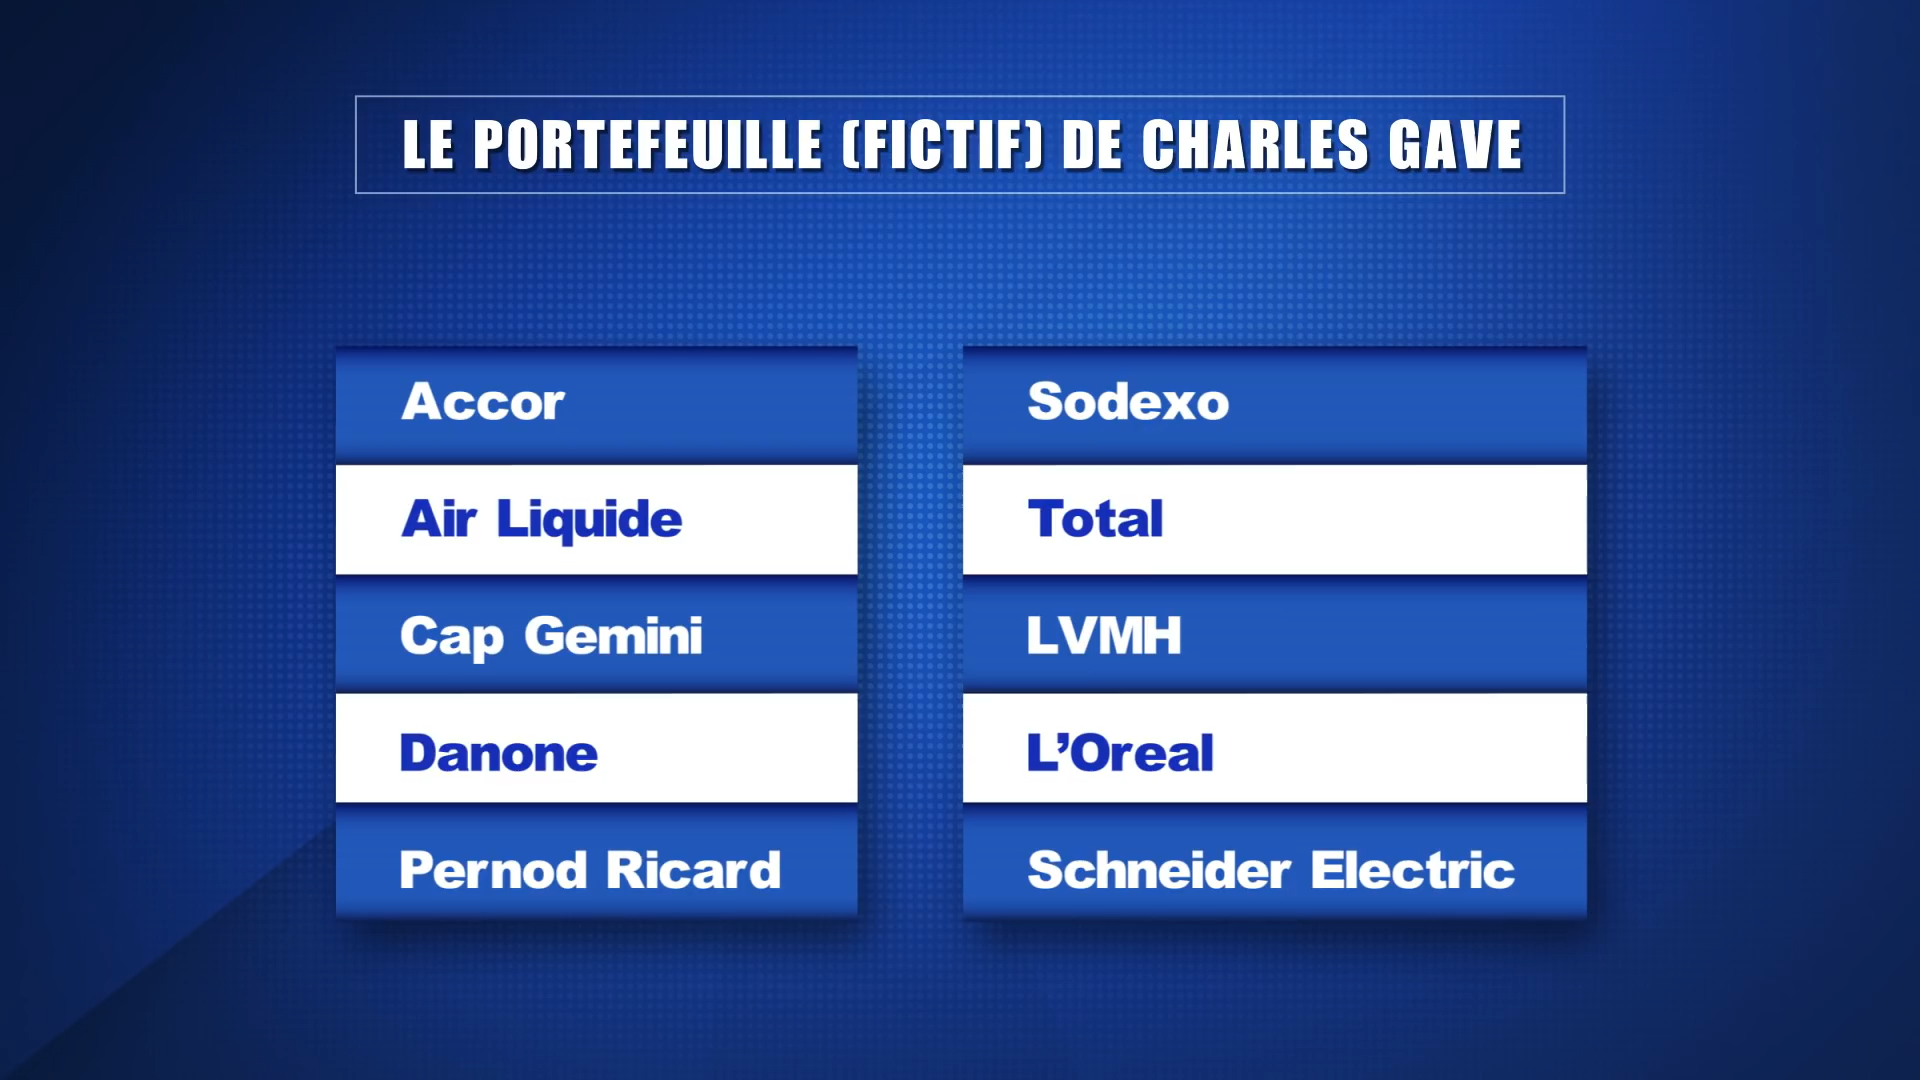 LE PORTEFEUILLE (FICTIF) DE CHARLES GAVE
Accor
Air Liquide
Cap Gemini
Danone
Pernod Ricard
Sodexo
Total
LVMH
L’Oreal
Schneider Electric